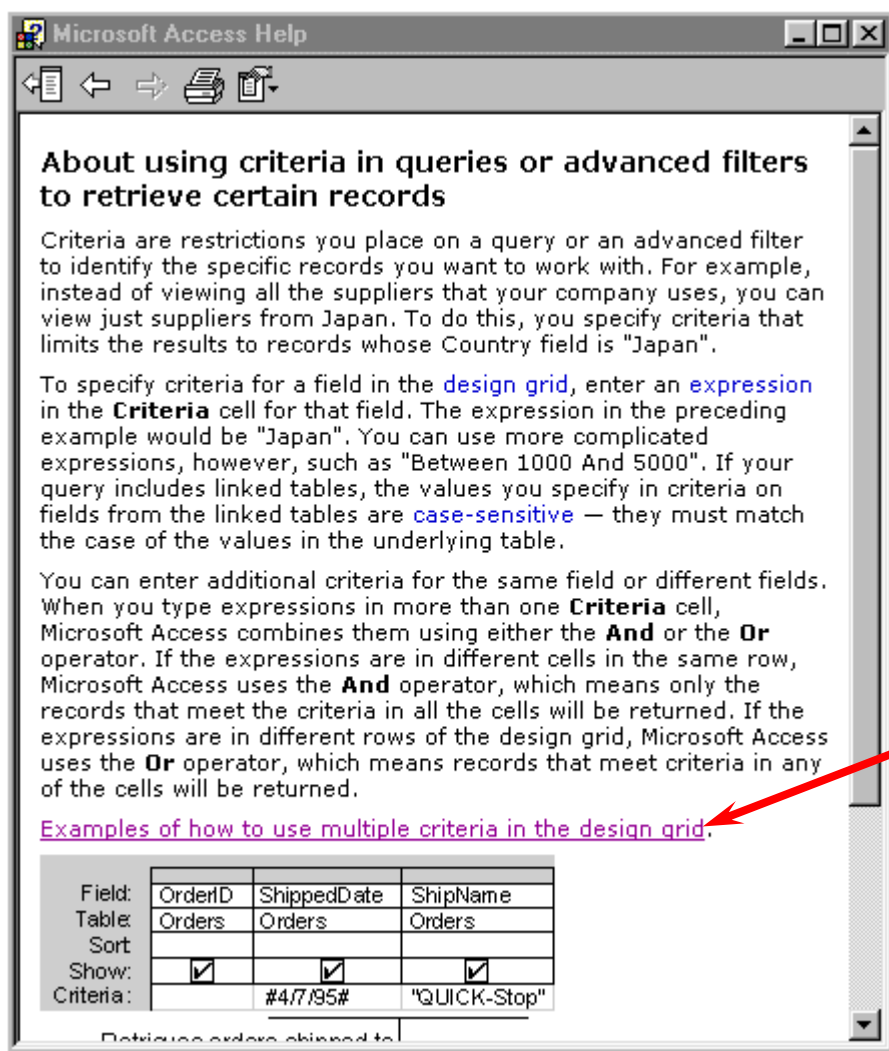 Microsoft Access Help
About using criteria in queries or advanced filters
to retrieve certain records
Criteria are restrictions you place on a query or an advanced filter
to identify the specific records you want to work with. For example,
instead of viewing all the suppliers that your company uses, you can
view just suppliers from Japan. To do this, you specify criteria that
limits the results to records whose Country field is "Japan".
To specify criteria for a field in the design grid, enter an expression
in the Criteria cell for that field. The expression in the preceding
example would be "Japan". You can use more complicated
expressions, however, such as "Between 1000 And 5000". If your
query includes linked tables, the values you specify in criteria on
fields from the linked tables are case-sensitive — they must match
the case of the values in the underlying table.
You can enter additional criteria for the same field or different fields.
When you type expressions in more than one Criteria cell,
Microsoft Access combines them using either the And or the Or
operator. If the expressions are in different cells in the same row,
Microsoft Access uses the And operator, which means only the
records that meet the criteria in all the cells will be returned. If the
expressions are in different rows of the design grid, Microsoft Access
uses the Or operator, which means records that meet criteria in any
of the cells will be returned.
Examples of how to use multiple criteria in the design grid.
Field: OrderID ShippedDate ShipName
Table: Orders Orders Orders
Sort
Show:
Criteria: #4/7/95# "QUICK-Stop"